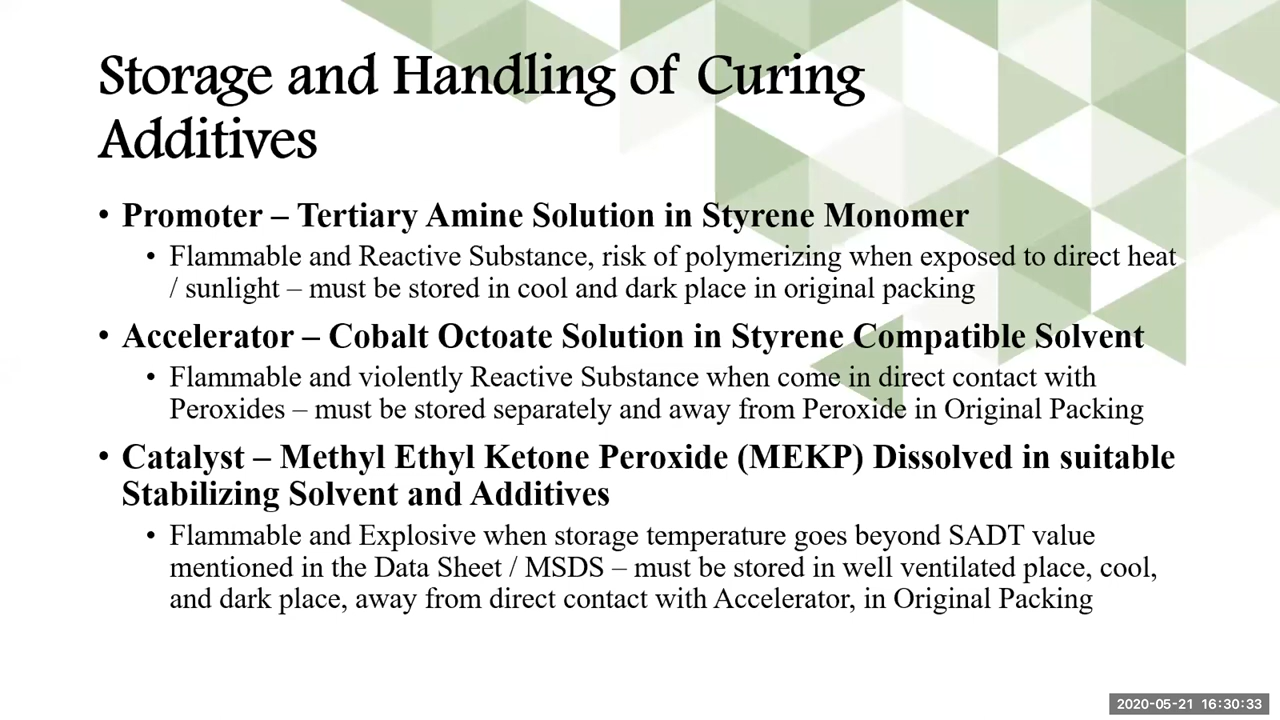 Storage and Handling of Curing
Additives
• Promoter – Tertiary Amine Solution in Styrene Monomer
• Flammable and Reactive Substance, risk of polymerizing when exposed to direct heat
/ sunlight – must be stored in cool and dark place in original packing
• Accelerator – Cobalt Octoate Solution in Styrene Compatible Solvent
• Flammable and violently Reactive Substance when come in direct contact with
Peroxides – must be stored separately and away from Peroxide in Original Packing
• Catalyst – Methyl Ethyl Ketone Peroxide (MEKP) Dissolved in suitable
Stabilizing Solvent and Additives
• Flammable and Explosive when storage temperature goes beyond SADT value
mentioned in the Data Sheet / MSDS – must be stored in well ventilated place, cool,
and dark place, away from direct contact with Accelerator, in Original Packing
2020-05-21 16:30:33